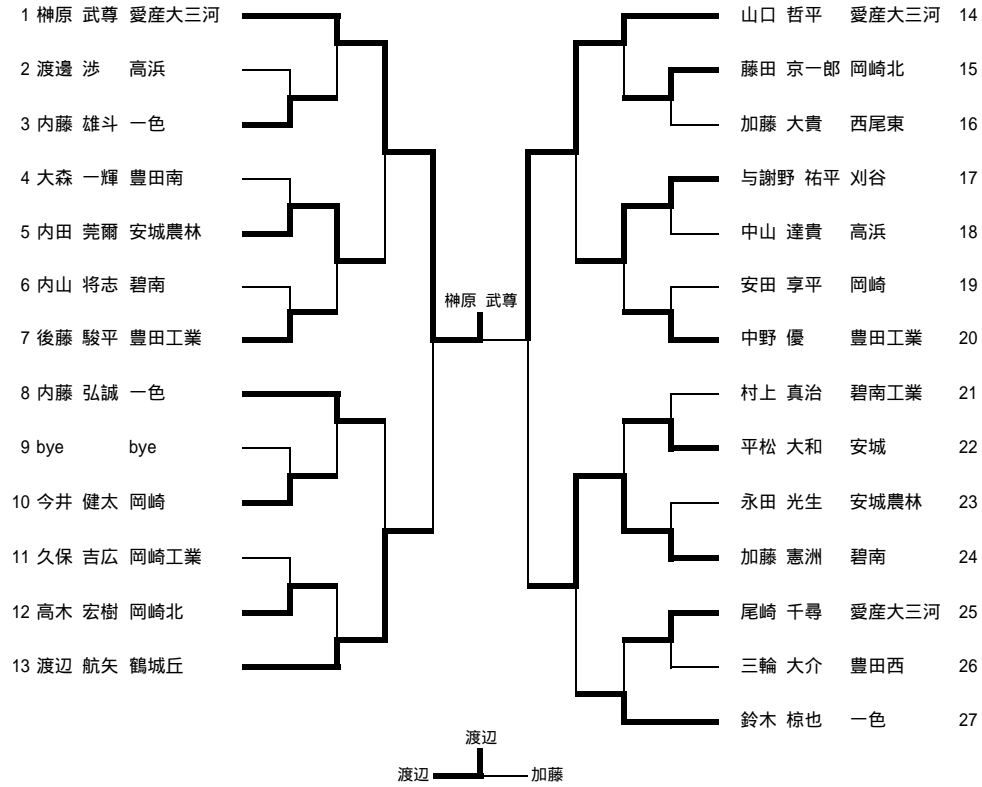 1 榊原 武尊 愛産大三河
2 渡邊 渉 高浜
3 内藤 雄斗 一色
4 大森 一輝 豊田南
5 内田 莞爾 安城農林
6 内山 将志 碧南
7 後藤 駿平 豊田工業
8 内藤 弘誠 一色
9 bye bye
10 今井 健太 岡崎
11 久保 吉広 岡崎工業
12 高木 宏樹 岡崎北
13 渡辺 航矢 鶴城丘
榊原 武尊
山口 哲平 愛産大三河 14
藤田 京一郎 岡崎北 15
加藤 大貴 西尾東 16
与謝野 祐平 刈谷 17
中山 達貴 高浜 18
安田 享平 岡崎 19
中野 優 豊田工業 20
村上 真治 碧南工業 21
平松 大和 安城 22
永田 光生 安城農林 23
加藤 憲洲 碧南 24
尾崎 千尋 愛産大三河 25
三輪 大介 豊田西 26
鈴木 椋也 一色 27
渡辺
渡辺 加藤